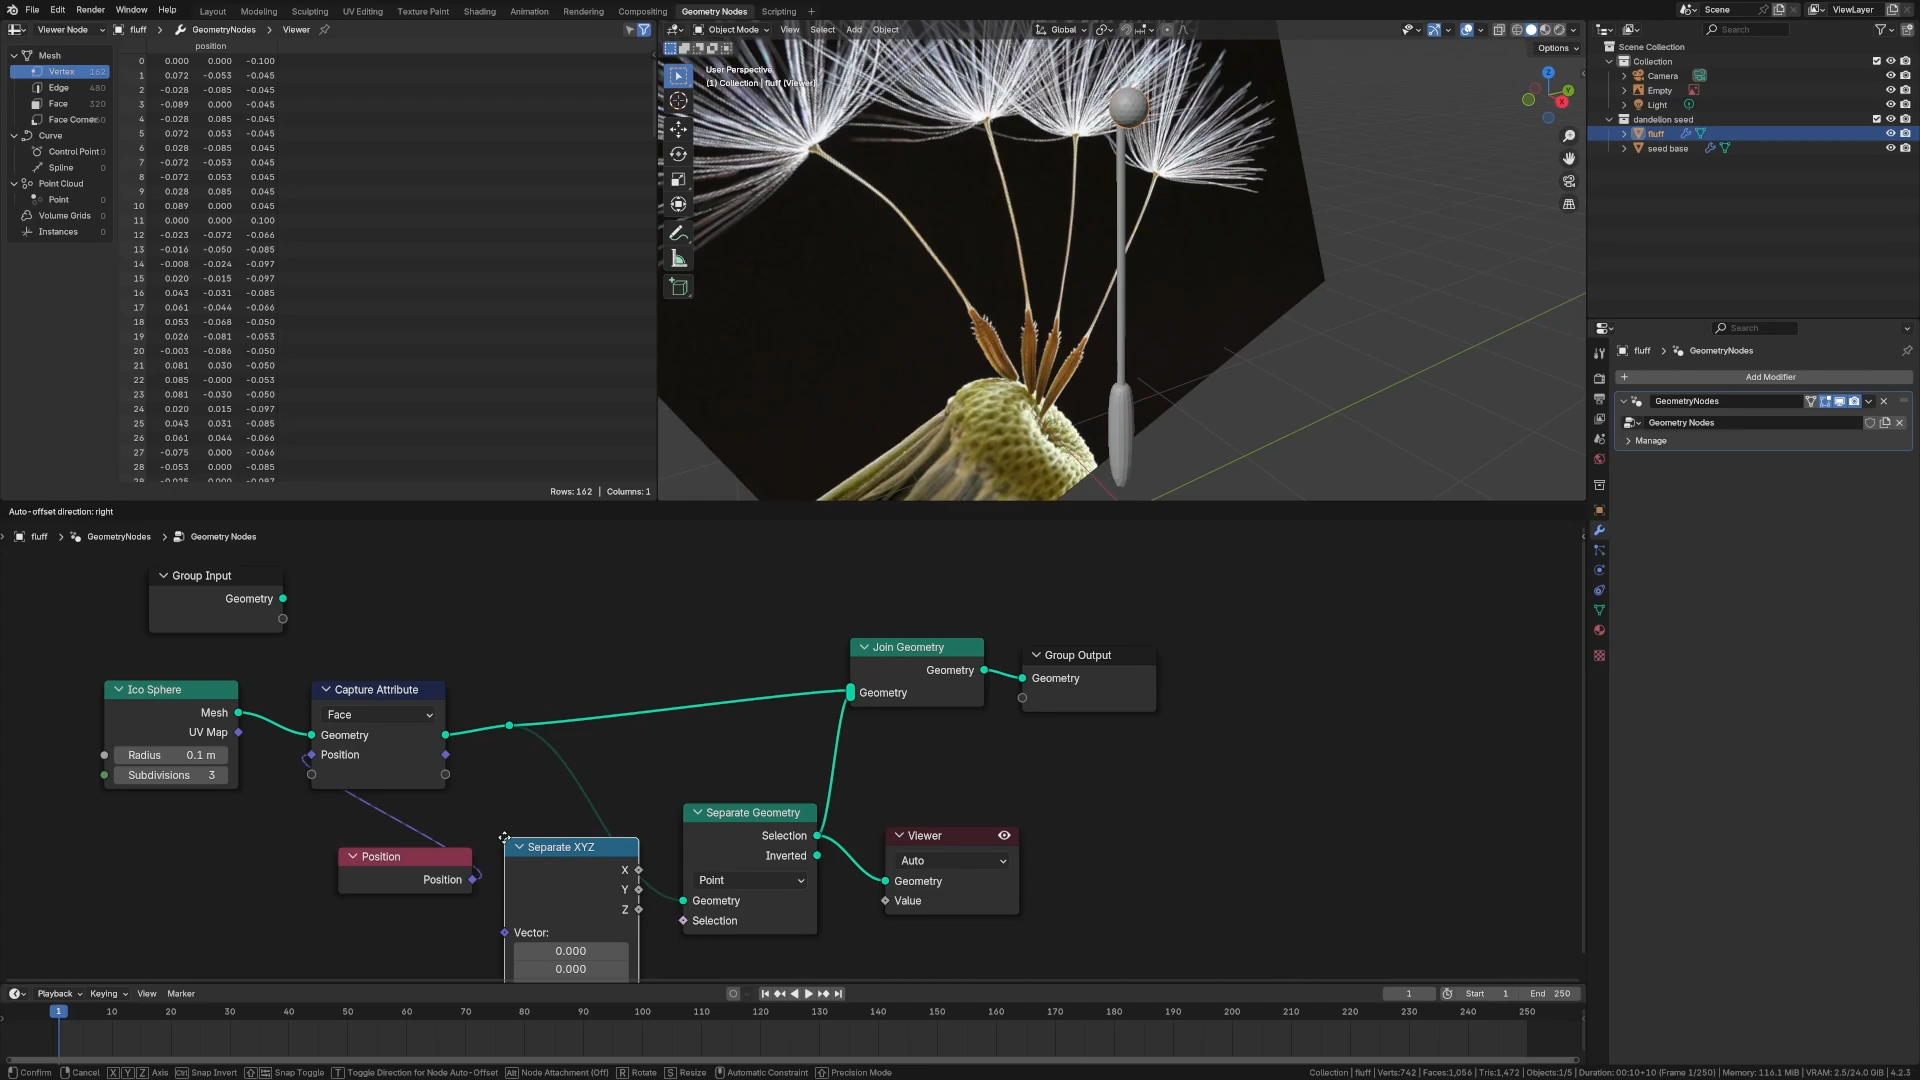 File Edit Render Window Help Layout Modeling Sculpting UV Editing Texture Paint Shading Animation Rendering Compositing Geometry Nodes Scripting + Scene ViewLayer
Viewer Node fluff > GeometryNodes > Viewer
Object Mode View Select Add Object Global
Search
Options
position
Mesh
Vertex 162
Edge 480
Face 320
Face Corner
Curve
Control Point 0
Spline 0
Point Cloud
Point 0
Volume Grids 0
Instances 0
0 0.000 0.000 -0.100
1 0.072 -0.053 -0.045
2 -0.028 -0.085 -0.045
3 -0.089 0.000 -0.045
4 -0.028 0.085 -0.045
5 0.072 0.053 -0.045
6 0.028 -0.085 0.045
7 -0.072 -0.053 0.045
8 -0.072 0.053 0.045
9 0.028 0.085 0.045
10 0.089 0.000 0.045
11 0.000 0.000 0.100
12 -0.023 -0.072 -0.066
13 -0.016 -0.050 -0.085
14 -0.008 -0.024 -0.097
15 0.020 -0.015 -0.097
16 0.043 -0.031 -0.085
17 0.061 -0.044 -0.066
18 0.053 -0.068 -0.050
19 0.026 -0.081 -0.053
20 -0.003 -0.086 -0.050
21 0.081 0.030 -0.050
22 0.085 -0.000 -0.053
23 0.081 -0.030 -0.050
24 0.020 0.015 -0.097
25 0.043 0.031 -0.085
26 0.061 0.044 -0.066
27 -0.075 0.000 -0.066
28 -0.053 0.000 -0.085
Rows: 162 | Columns: 1
User Perspective
(1) Collection | fluff (Viewer)
Z
Y
X
Scene Collection
Collection
Camera
Empty
Light
dandelion seed
fluff
seed base
Search
fluff > GeometryNodes
+ Add Modifier
GeometryNodes
Geometry Nodes
Manage
Auto-offset direction: right
fluff > GeometryNodes > Geometry Nodes
Group Input
Geometry
Ico Sphere
Mesh
UV Map
Radius 0.1 m
Subdivisions 3
Capture Attribute
Face
Geometry
Position
Position
Position
Separate XYZ
X
Y
Z
Vector:
0.000
0.000
Separate Geometry
Selection
Inverted
Point
Geometry
Selection
Join Geometry
Geometry
Geometry
Group Output
Geometry
Viewer
Auto
Geometry
Value
Playback Keying View Marker 1 Start 1 End 250
1 10 20 30 40 50 60 70 80 90 100 110 120 130 140 150 160 170 180 190 200 210 220 230 240 250
Confirm Cancel X Y Z Axis Ctrl Snap Invert Snap Toggle T Toggle Direction for Node Auto-Offset Alt Node Attachment (Off) R Rotate S Resize Automatic Constraint Precision Mode Collection | fluff | Verts:742 | Faces:1,056 | Tris:1,472 | Objects:1/5 | Duration: 00:10+10 (Frame 1/250) | Memory: 116.1 MiB | VRAM: 2.5/24.0 GiB | 4.2.3